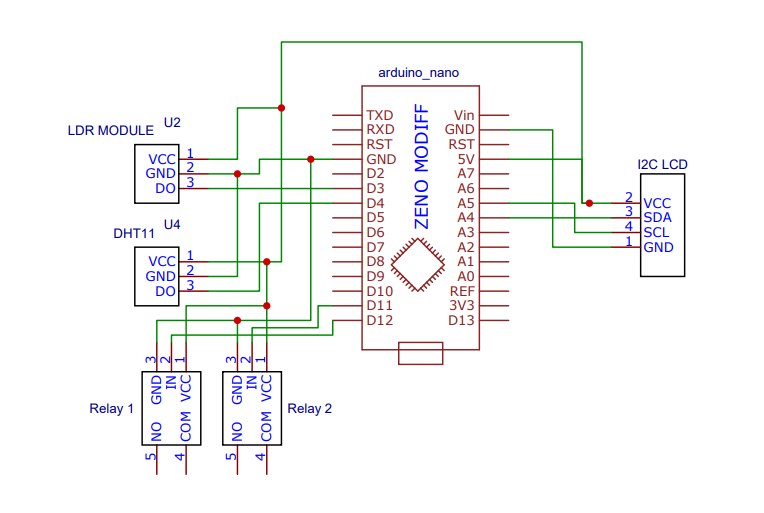 arduino_nano
ZENO MODIFF
TXD
RXD
RST
GND
D2
D3
D4
D5
D6
D7
D8
D9
D10
D11
D12
Vin
GND
RST
5V
A7
A6
A5
A4
A3
A2
A1
A0
REF
3V3
D13
LDR MODULE
U2
VCC 1
GND 2
DO 3
DHT11
U4
VCC 1
GND 2
DO 3
I2C LCD
2 VCC
3 SDA
4 SCL
1 GND
Relay 1
3 2 1
GND IN VCC
NO COM
5 4
Relay 2
3 2 1
GND IN VCC
NO COM
5 4